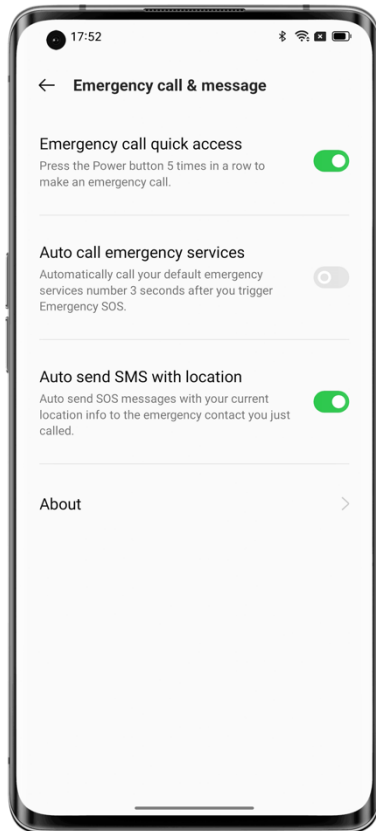 17:52
Emergency call & message
Emergency call quick access
Press the Power button 5 times in a row to
make an emergency call.
Auto call emergency services
Automatically call your default emergency
services number 3 seconds after you trigger
Emergency SOS.
Auto send SMS with location
Auto send SOS messages with your current
location info to the emergency contact you just
called.
About